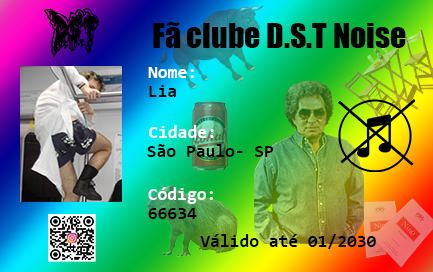 Fã clube D.S.T Noise
Nome:
Lia
Cidade:
São Paulo- SP
Código:
66634
Válido até 01/2030